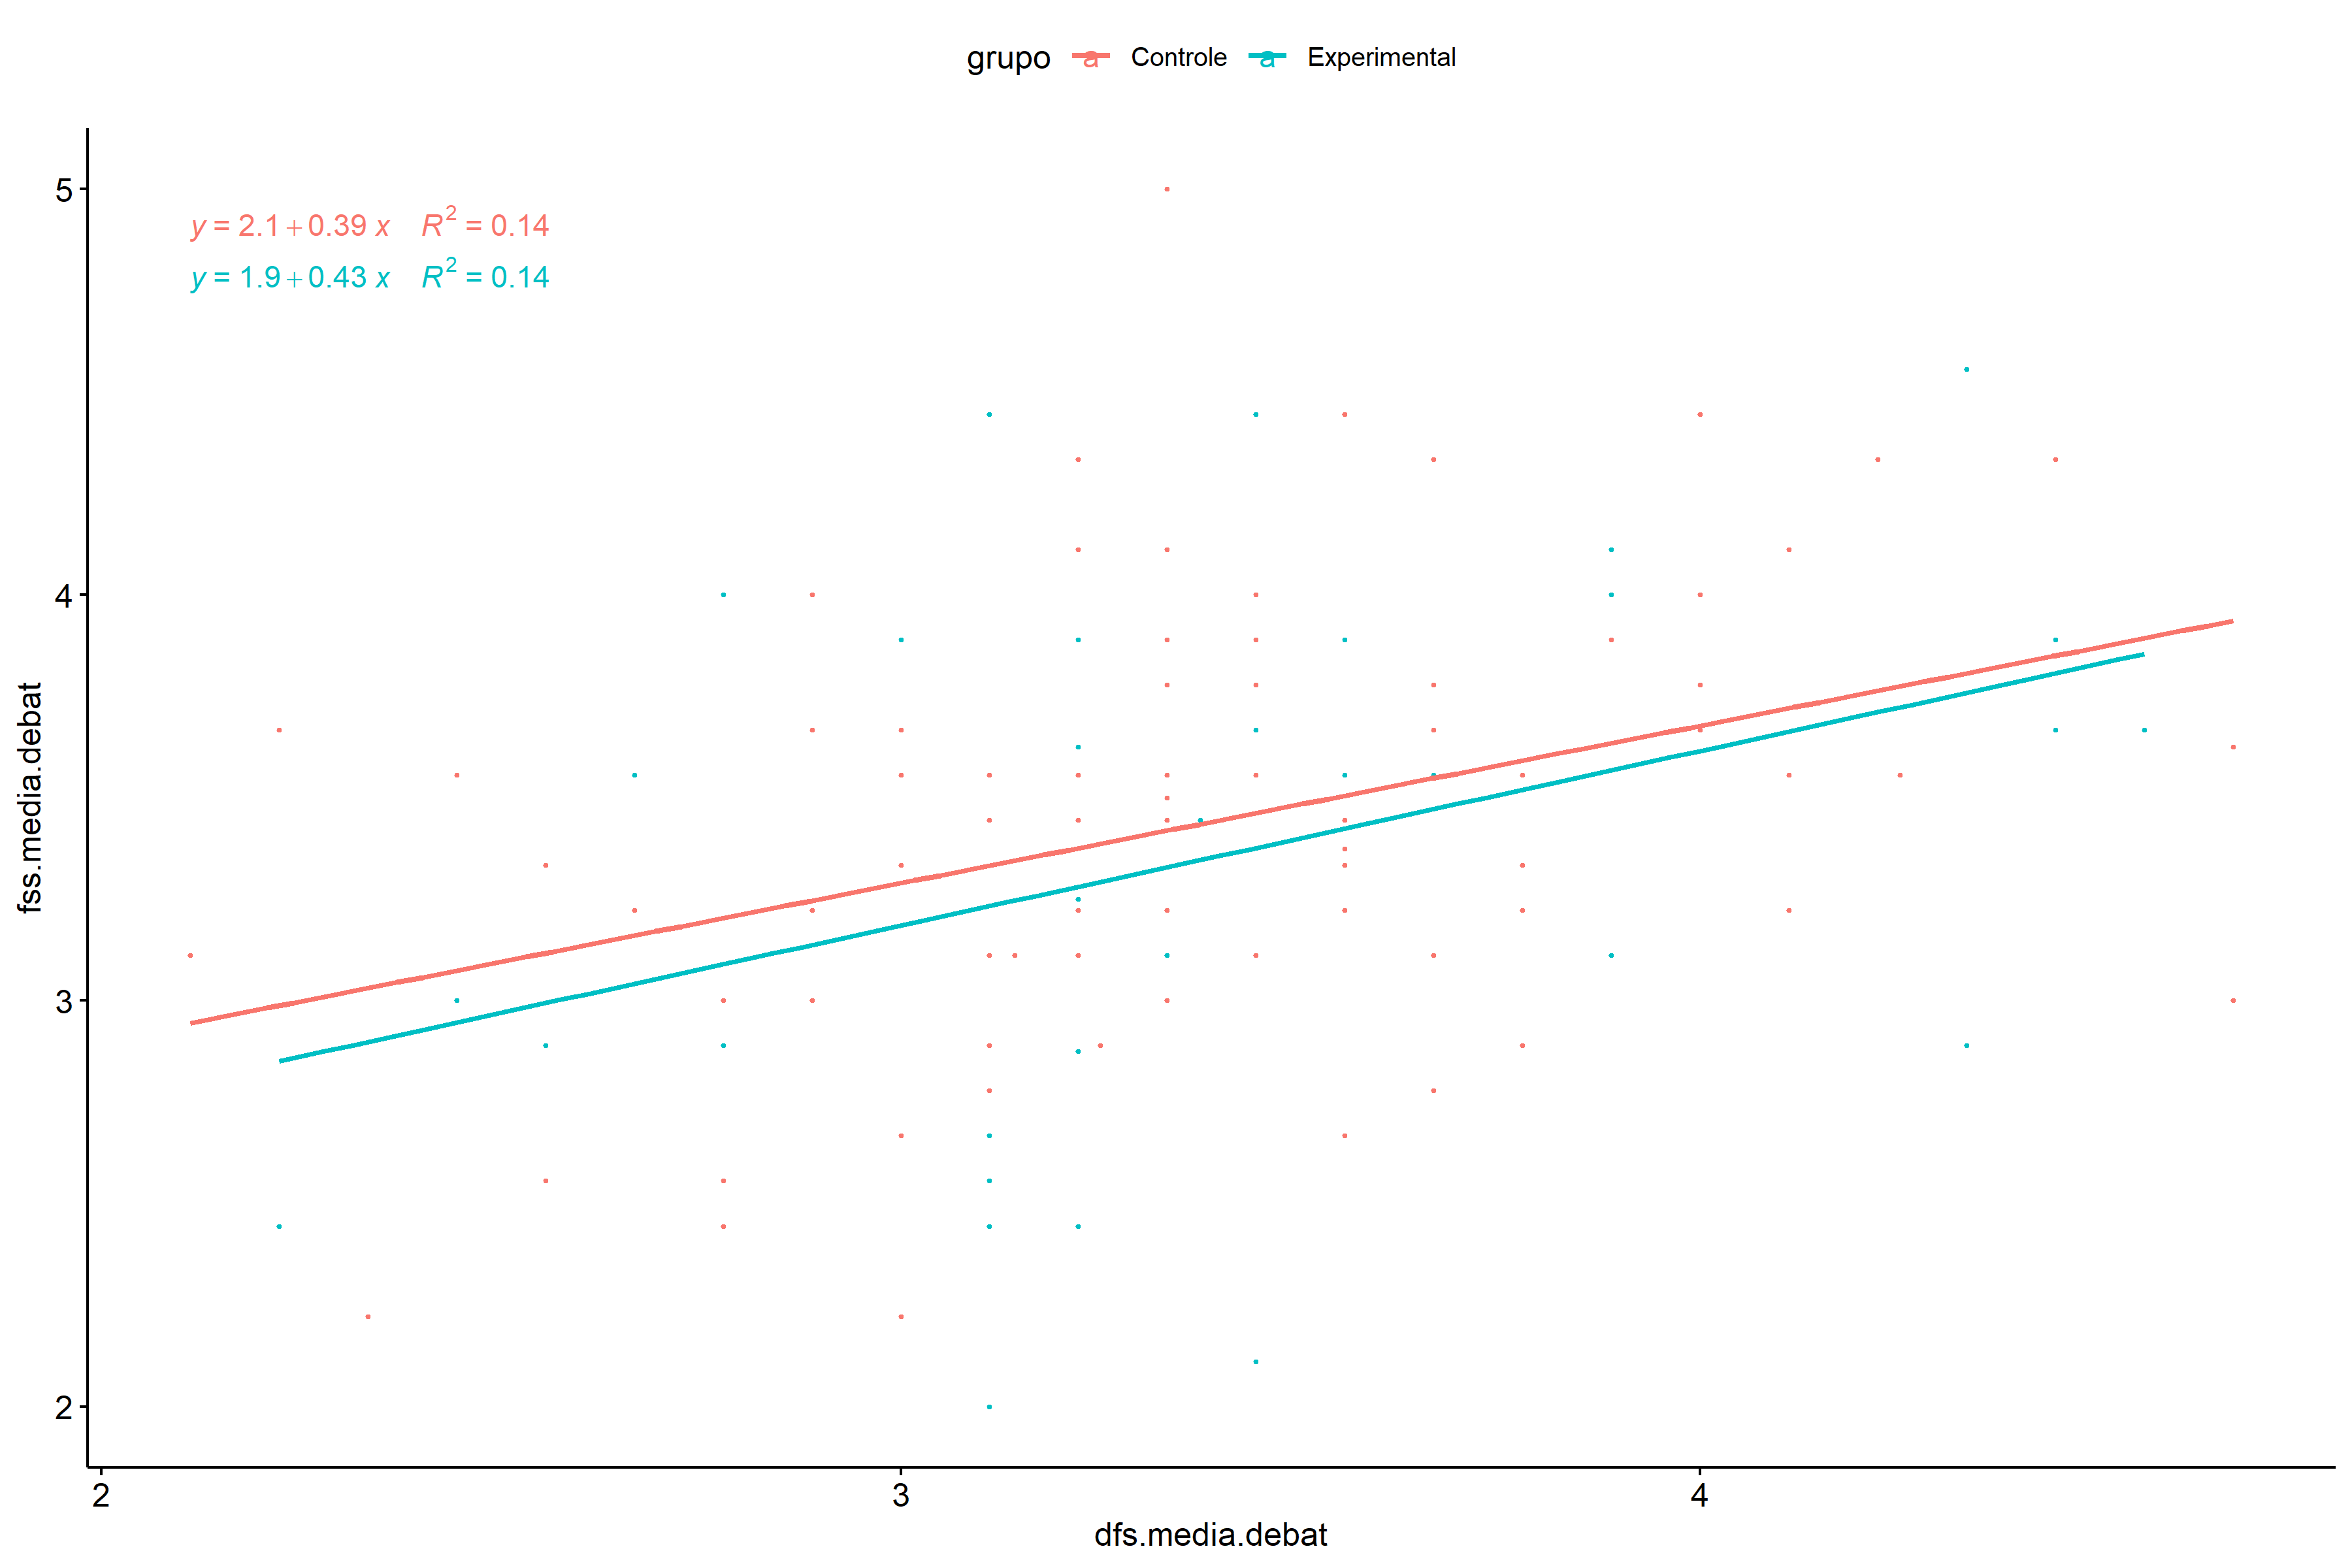 grupo a Controle a Experimental
5
y = 2.1 + 0.39 x R² = 0.14
y = 1.9 + 0.43 x R² = 0.14
4
fss.media.debat
3
2
2 3 4
dfs.media.debat